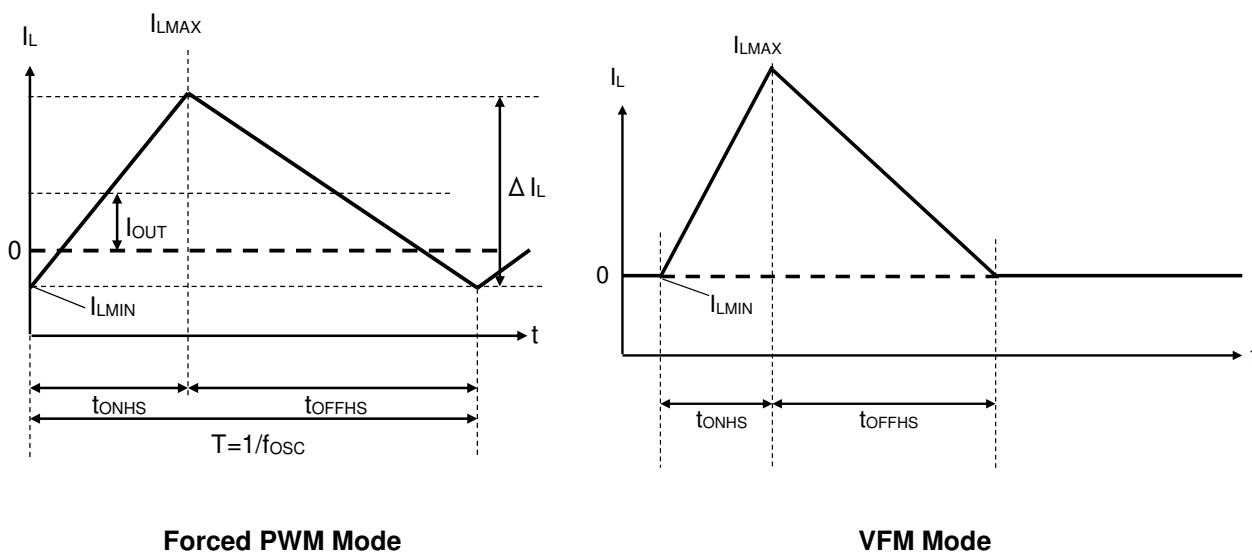 ILMAX
IL
ΔIL
IOUT
0
ILMIN
t
tONHS
tOFFHS
T=1/fOSC
Forced PWM Mode
ILMAX
IL
0
ILMIN
tONHS
tOFFHS
VFM Mode